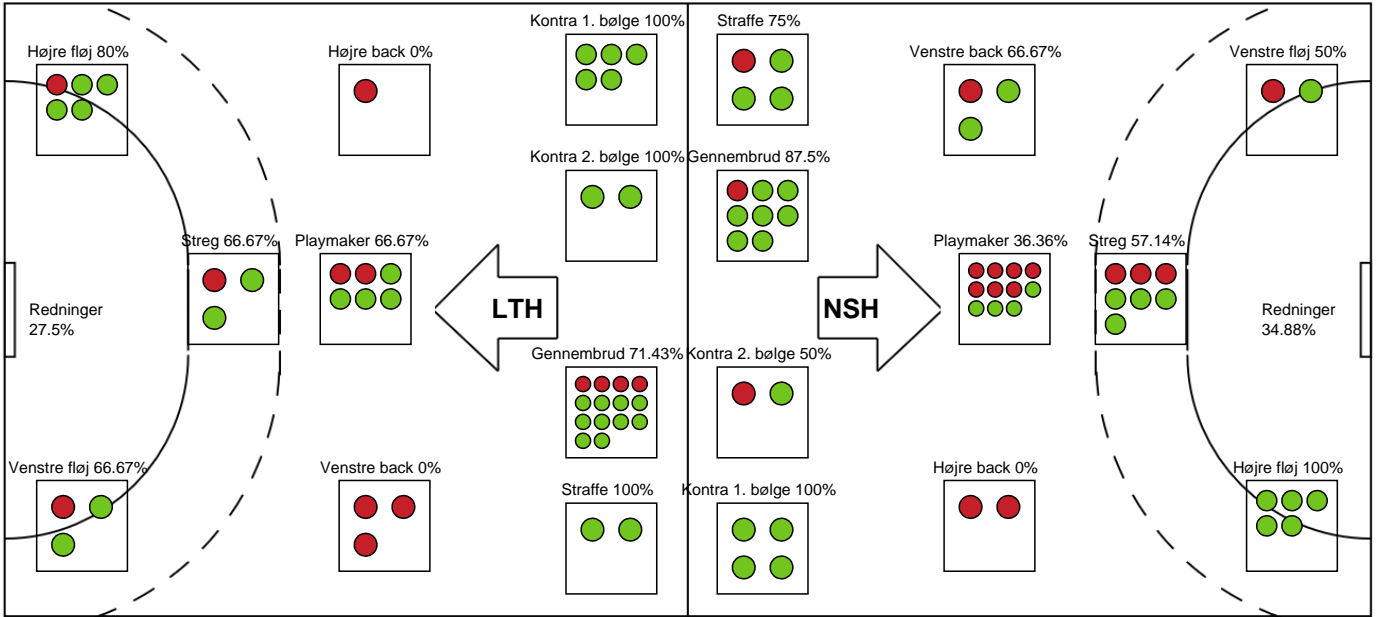 Kontra 1. bølge 100%
Straffe 75%
Højre fløj 80%
Højre back 0%
Venstre back 66.67%
Venstre fløj 50%
Kontra 2. bølge 100%
Gennembrud 87.5%
Streg 66.67%
Playmaker 66.67%
Playmaker 36.36%
Streg 57.14%
LTH
NSH
Redninger
27.5%
Redninger
34.88%
Gennembrud 71.43%
Kontra 2. bølge 50%
Venstre fløj 66.67%
Venstre back 0%
Højre back 0%
Højre fløj 100%
Straffe 100%
Kontra 1. bølge 100%